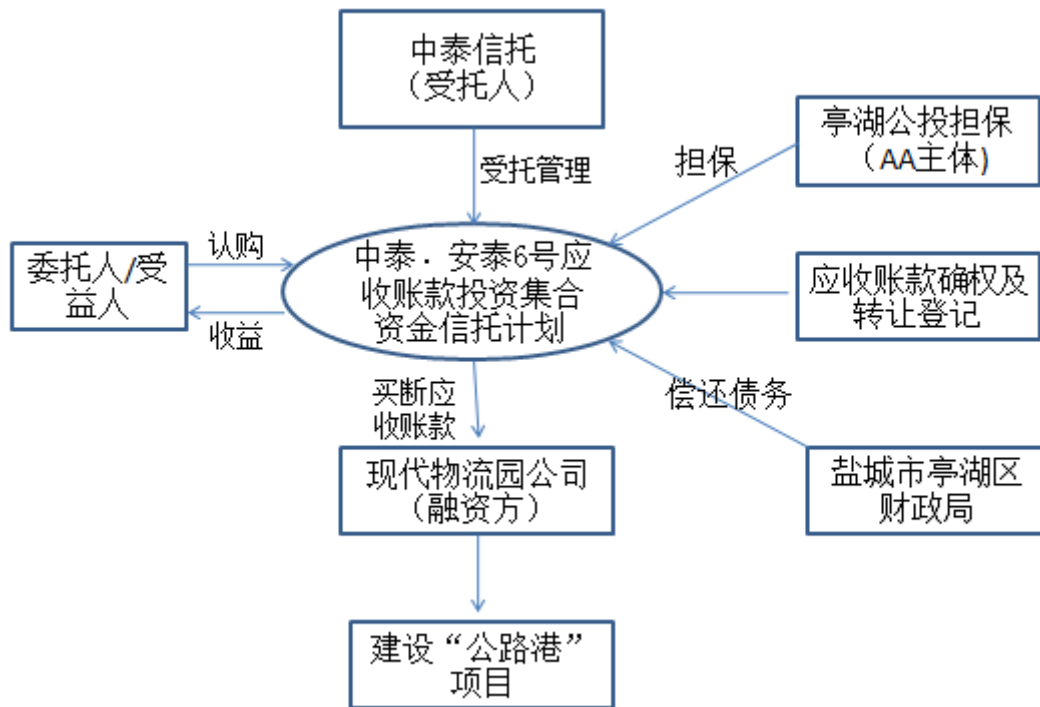 中泰信托
（受托人）
受托管理
担保
亭湖公投担保
（AA主体)
认购
委托人/受
益人
收益
中泰．安泰6号应
收账款投资集合
资金信托计划
应收账款确权及
转让登记
买断应
收账款
偿还债务
现代物流园公司
（融资方）
盐城市亭湖区
财政局
建设“公路港”
项目